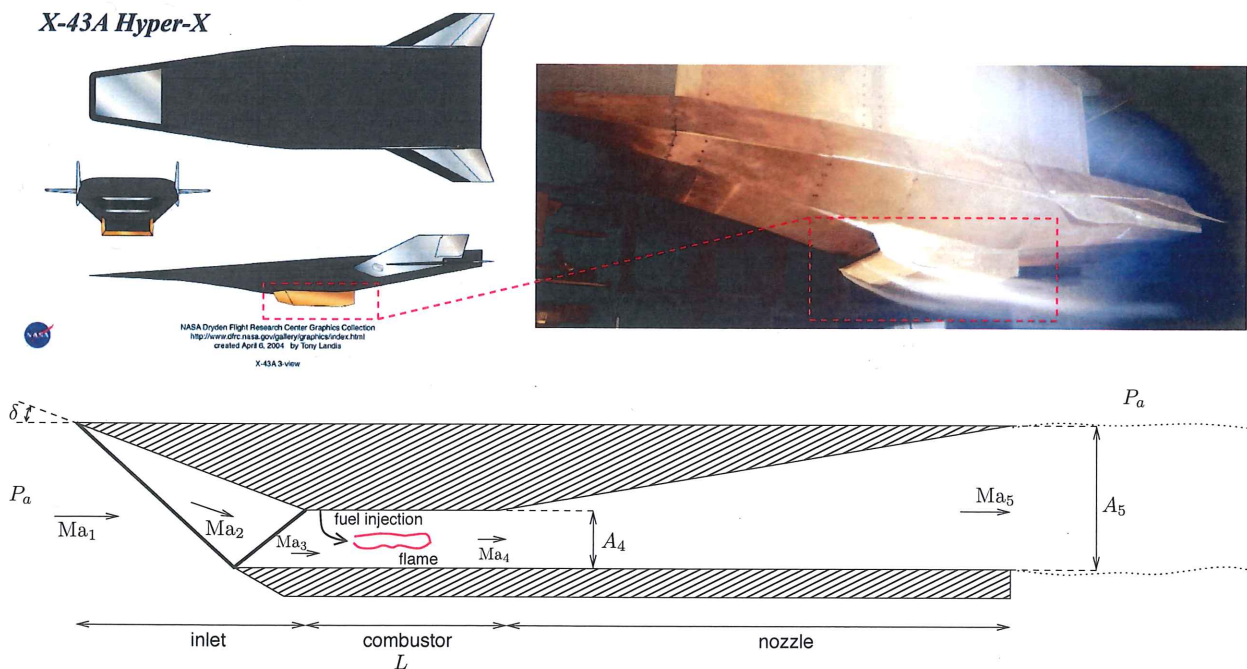 X-43A Hyper-X
NASA
NASA Dryden Flight Research Center Graphics Collection
http://www.dfrc.nasa.gov/gallery/graphics/index.html
created April 6, 2004 by Tony Landis
X-43A 3-view
δ
P_a
P_a
Ma_1
Ma_2
Ma_3
fuel injection
flame
Ma_4
A_4
Ma_5
A_5
inlet
combustor
nozzle
L